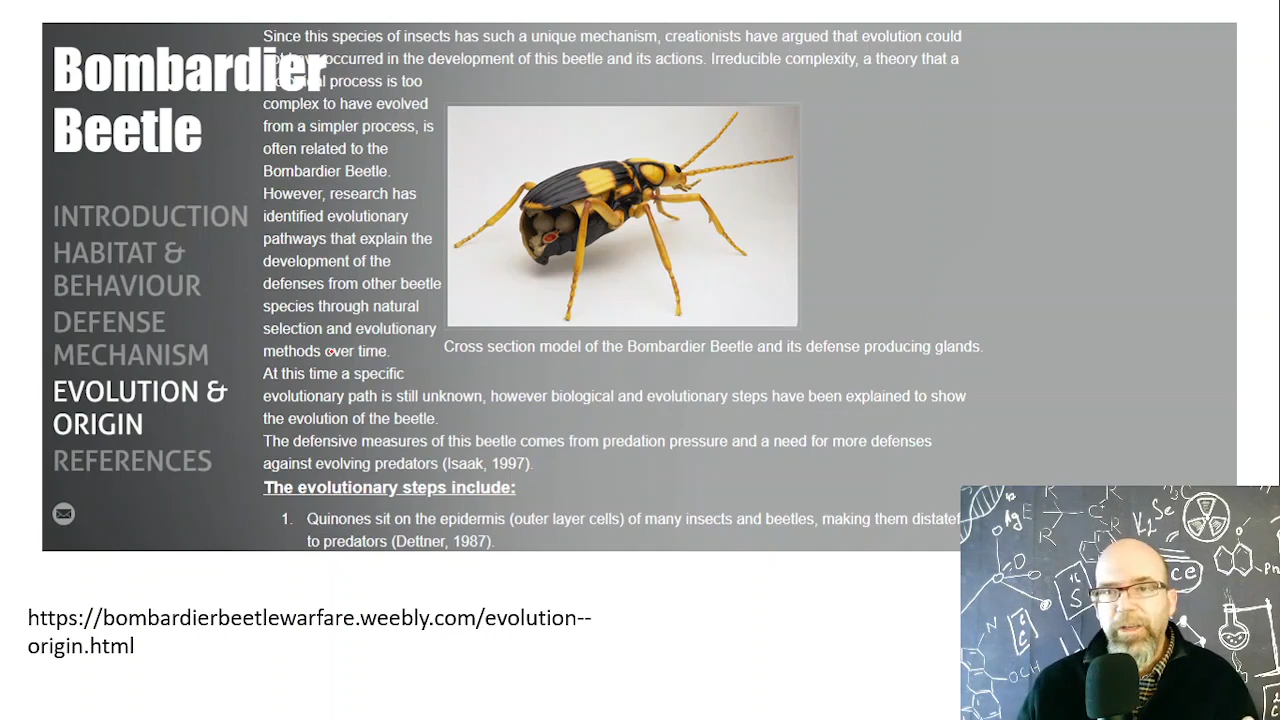 Bombardier
Beetle
INTRODUCTION
HABITAT &
BEHAVIOUR
DEFENSE
MECHANISM
EVOLUTION &
ORIGIN
REFERENCES
Since this species of insects has such a unique mechanism, creationists have argued that evolution could
occurred in the development of this beetle and its actions. Irreducible complexity, a theory that a
process is too
complex to have evolved
from a simpler process, is
often related to the
Bombardier Beetle.
However, research has
identified evolutionary
pathways that explain the
development of the
defenses from other beetle
species through natural
selection and evolutionary
methods over time.
Cross section model of the Bombardier Beetle and its defense producing glands.
At this time a specific
evolutionary path is still unknown, however biological and evolutionary steps have been explained to show
the evolution of the beetle.
The defensive measures of this beetle comes from predation pressure and a need for more defenses
against evolving predators (Isaak, 1997).
The evolutionary steps include:
1. Quinones sit on the epidermis (outer layer cells) of many insects and beetles, making them
to predators (Dettner, 1987).
https://bombardierbeetlewarfare.weebly.com/evolution--
origin.html
Ag
R
Se
R
C
R
O
S
ce
N
OCH